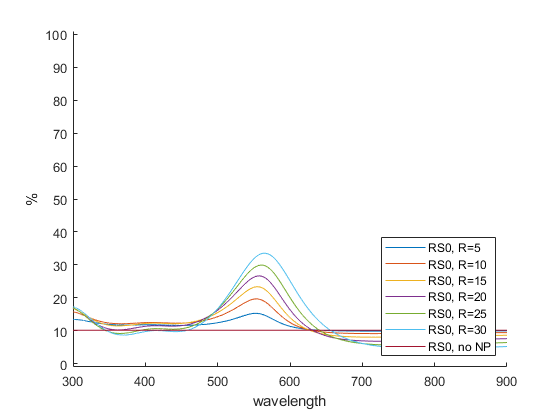 100
90
80
70
60
50
40
30
20
10
0
%
300 400 500 600 700 800 900
wavelength
RS0, R=5
RS0, R=10
RS0, R=15
RS0, R=20
RS0, R=25
RS0, R=30
RS0, no NP